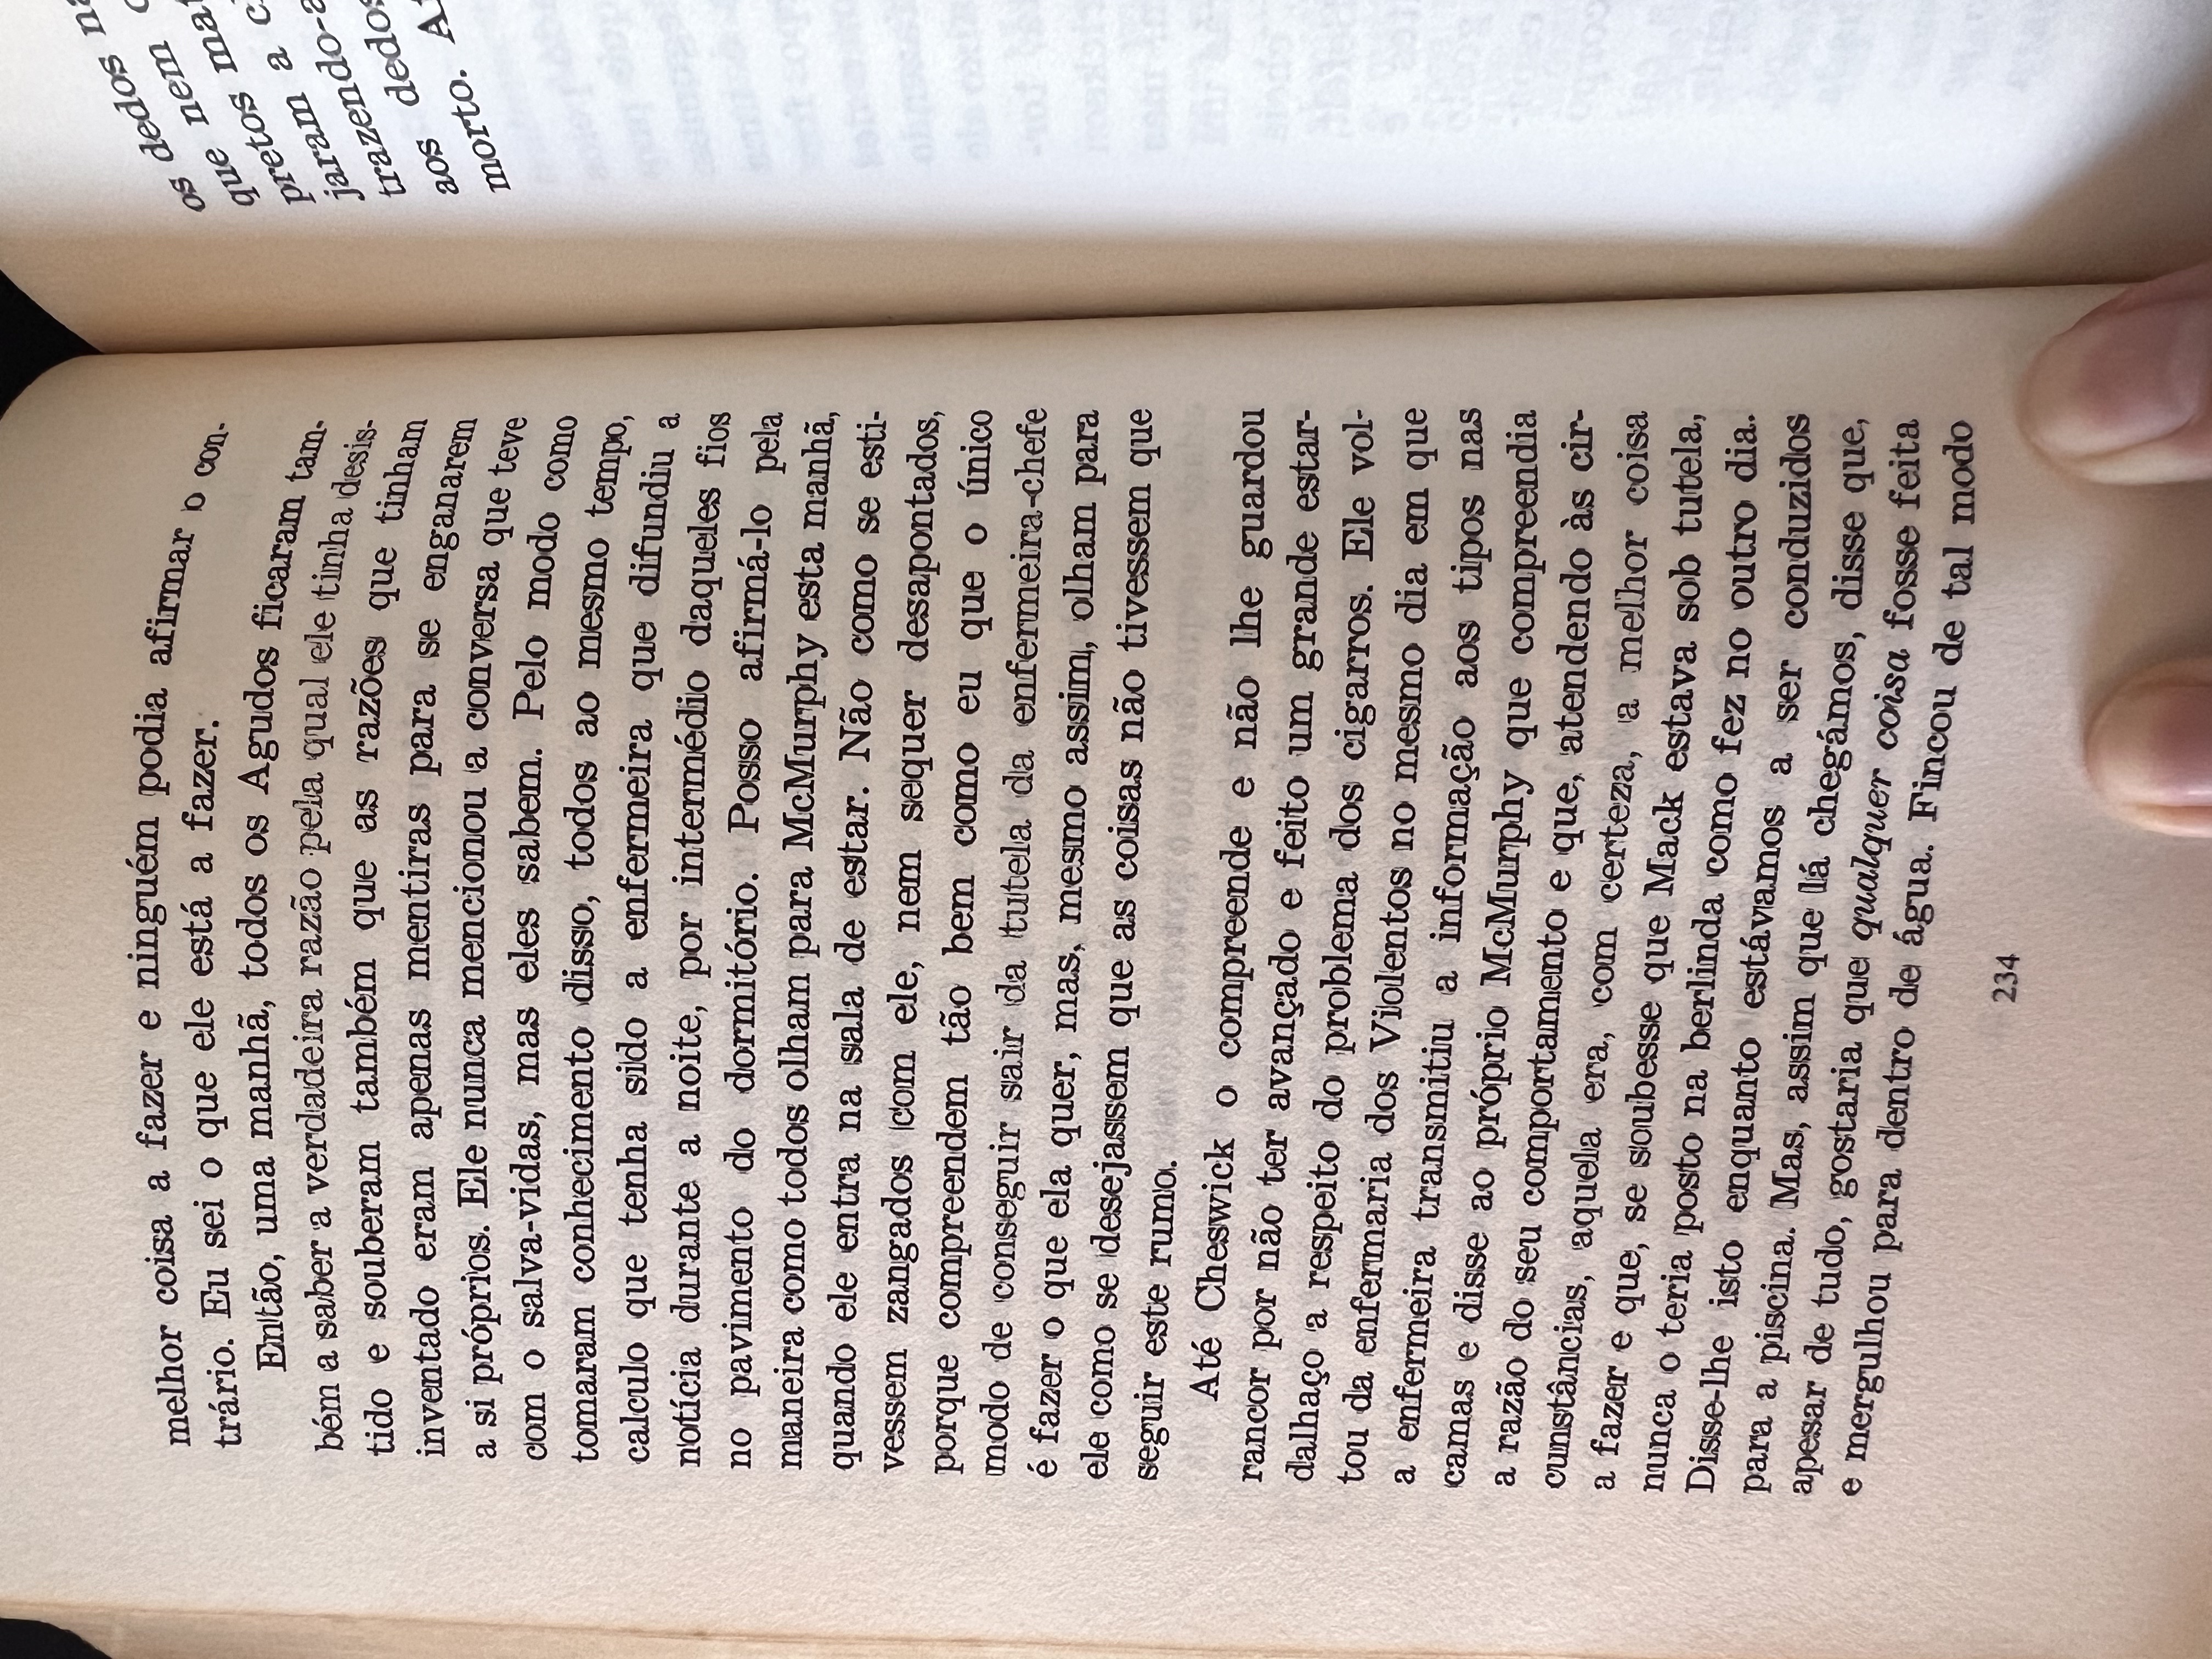 melhor coisa a fazer e ninguém podia afirmar o con-
trário. Eu sei o que ele está a fazer.
Então, uma manhã, todos os Agudos ficaram tam-
bém a saber a verdadeira razão pela qual ele tinha desis-
tido e souberam também que as razões que tinham
inventado eram apenas mentiras para se enganarem
a si próprios. Ele nunca mencionou a conversa que teve
com o salva-vidas, mas eles sabem. Pelo modo como
tomaram conhecimento disso, todos ao mesmo tempo,
calculo que tenha sido a enfermeira que difundiu a
notícia durante a noite, por intermédio daqueles fios
no pavimento do dormitório. Posso afirmá-lo pela
maneira como todos olham para McMurphy esta manhã,
quando ele entra na sala de estar. Não como se esti-
vessem zangados com ele, nem sequer desapontados,
porque compreendem tão bem como eu que o único
modo de conseguir sair da tutela da enfermeira-chefe
é fazer o que ela quer, mas, mesmo assim, olham para
ele como se desejassem que as coisas não tivessem que
seguir este rumo.
Até Cheswick o compreende e não lhe guardou
rancor por não ter avançado e feito um grande estar-
dalhaço a respeito do problema dos cigarros. Ele vol-
tou da enfermaria dos Violentos no mesmo dia em que
a enfermeira transmitiu a informação aos tipos nas
camas e disse ao próprio McMurphy que compreendia
a razão do seu comportamento e que, atendendo às cir-
cunstâncias, aquela era, com certeza, a melhor coisa
a fazer e que, se soubesse que Mack estava sob tutela,
nunca o teria posto na berlinda como fez no outro dia.
Disse-lhe isto enquanto estávamos a ser conduzidos
para a piscina. Mas, assim que lá chegámos, disse que,
apesar de tudo, gostaria que qualquer coisa fosse feita
e mergulhou para dentro de água. Fincou de tal modo
234
os dedos
que nem
pretos
jaram a
aos
morto.